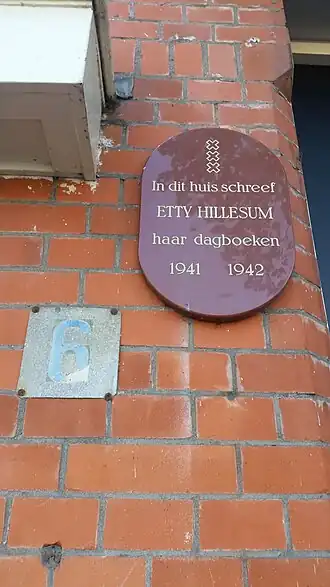 In dit huis schreef
ETTY HILLESUM
haar dagboeken
1941 1942
6